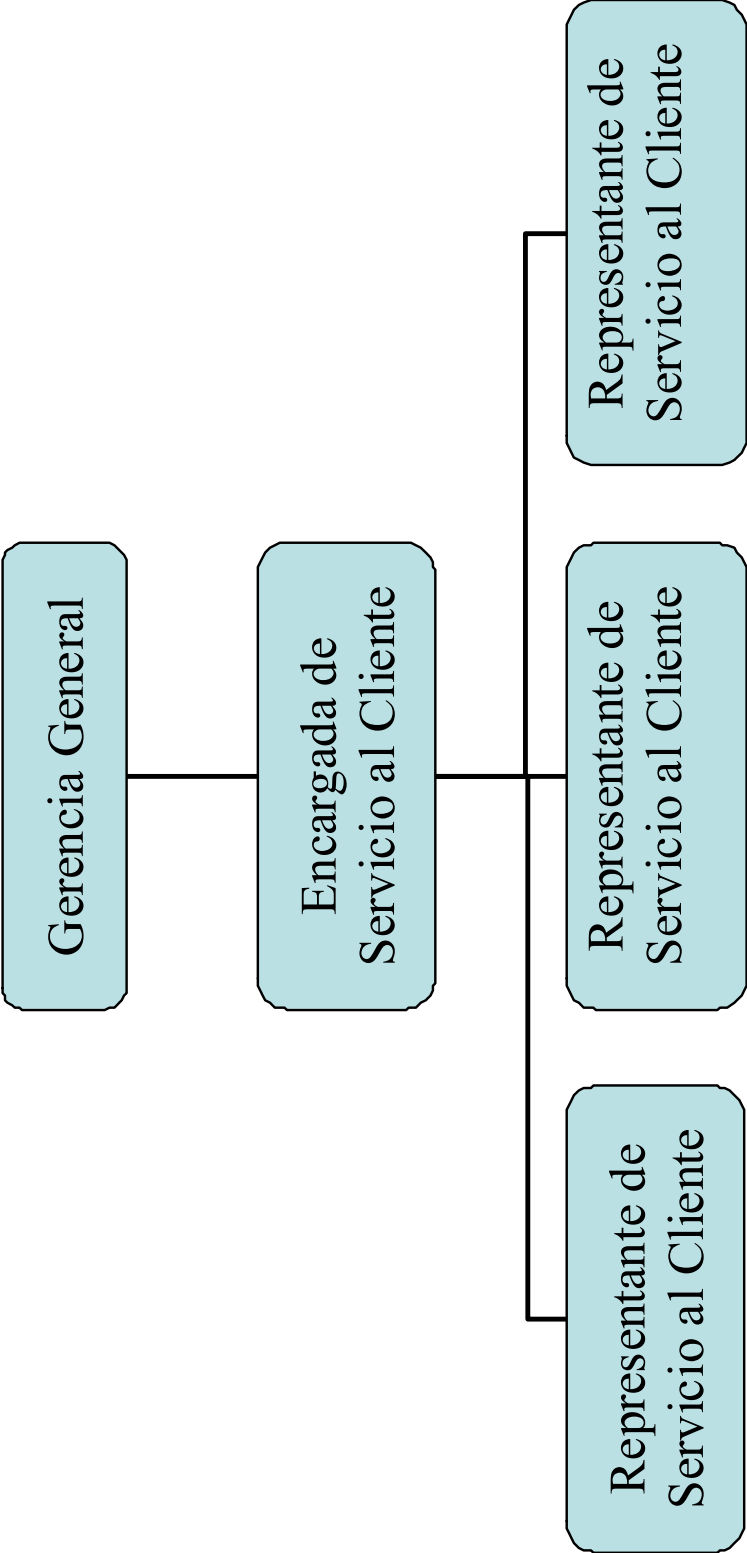 Gerencia General
Encargada de
Servicio al Cliente
Representante de
Servicio al Cliente
Representante de
Servicio al Cliente
Representante de
Servicio al Cliente